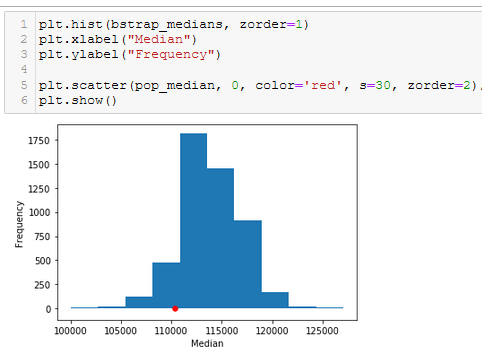 1 plt.hist(bstrap_medians, zorder=1)
2 plt.xlabel("Median")
3 plt.ylabel("Frequency")
4
5 plt.scatter(pop_median, 0, color='red', s=30, zorder=2);
6 plt.show()
1750
1500
1250
1000
750
500
250
0
Frequency
100000 105000 110000 115000 120000 125000
Median